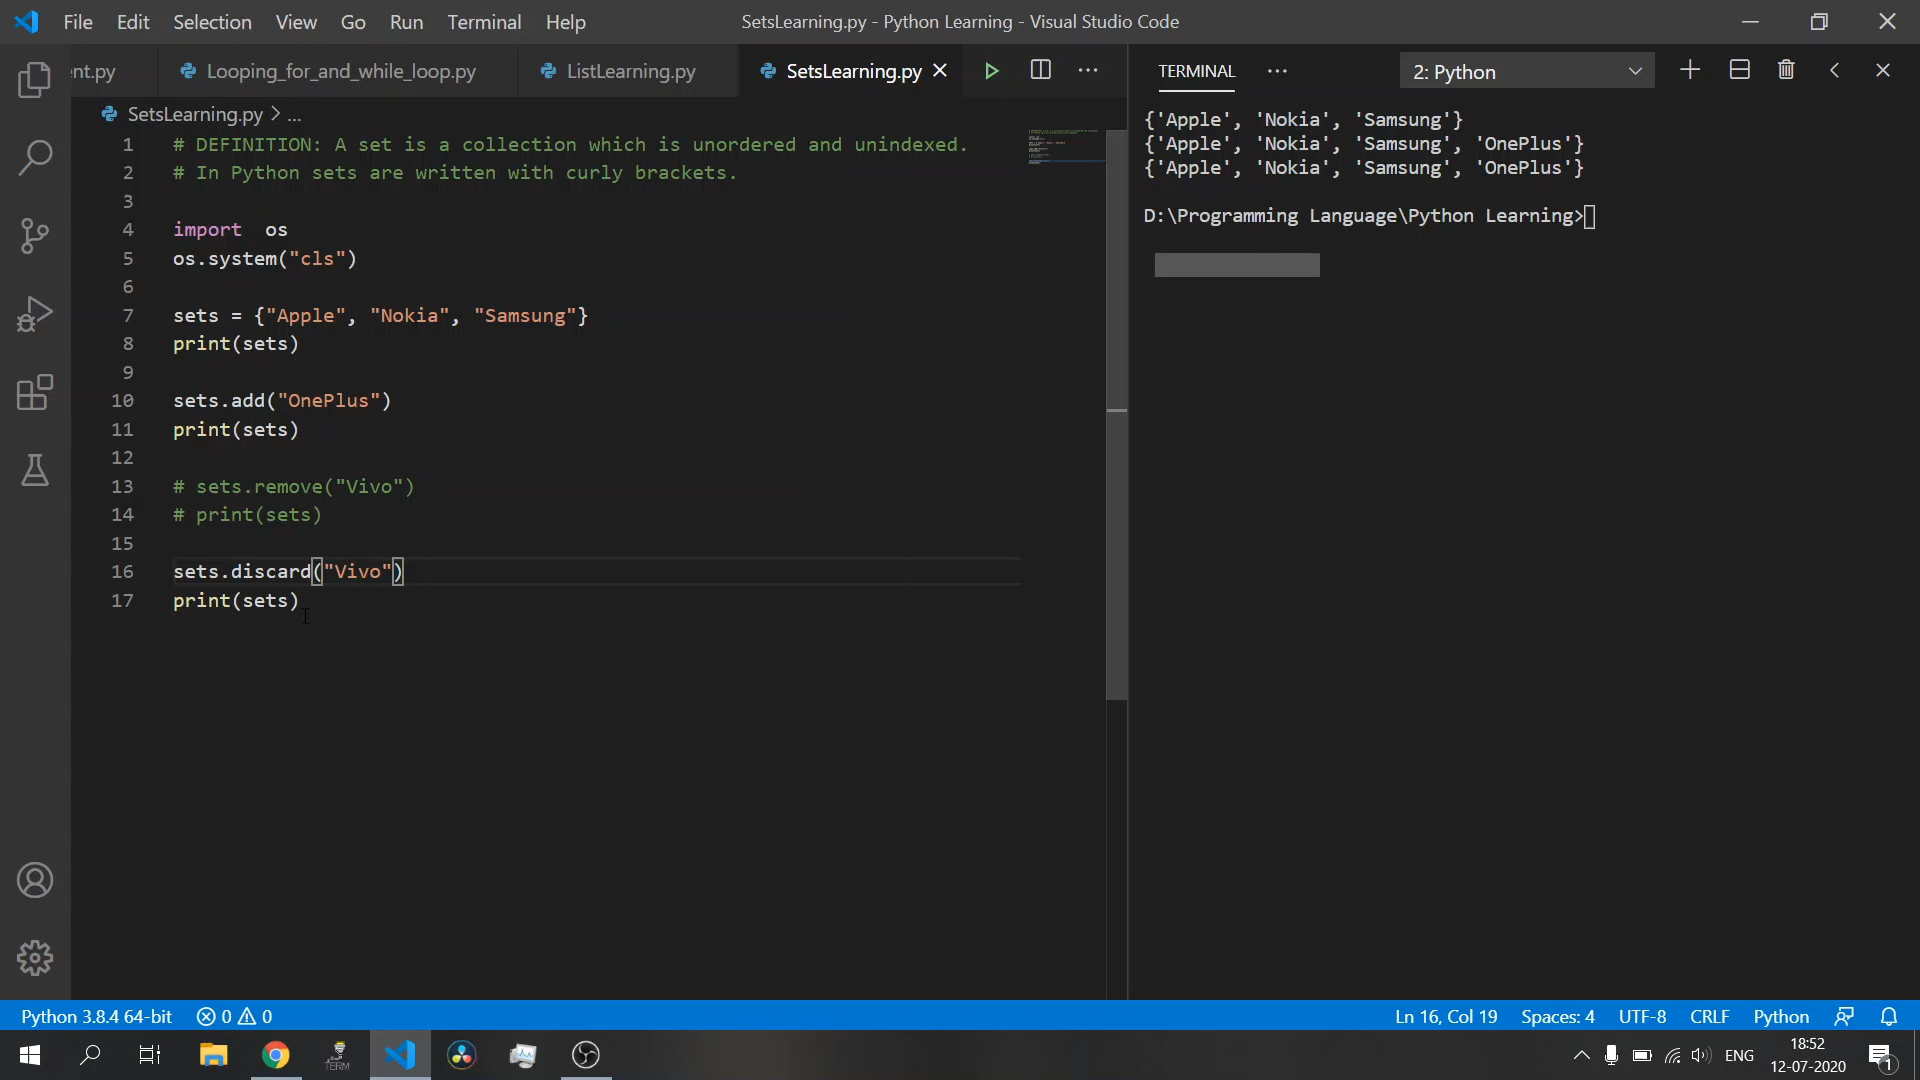 File Edit Selection View Go Run Terminal Help
SetsLearning.py - Python Learning - Visual Studio Code
nt.py
Looping_for_and_while_loop.py
ListLearning.py
SetsLearning.py
SetsLearning.py > ...
1 # DEFINITION: A set is a collection which is unordered and unindexed.
2 # In Python sets are written with curly brackets.
3
4 import  os
5 os.system("cls")
6
7 sets = {"Apple", "Nokia", "Samsung"}
8 print(sets)
9
10 sets.add("OnePlus")
11 print(sets)
12
13 # sets.remove("Vivo")
14 # print(sets)
15
16 sets.discard("Vivo")
17 print(sets)
TERMINAL
2: Python
{'Apple', 'Nokia', 'Samsung'}
{'Apple', 'Nokia', 'Samsung', 'OnePlus'}
{'Apple', 'Nokia', 'Samsung', 'OnePlus'}
D:\Programming Language\Python Learning>
Python 3.8.4 64-bit
0
0
Ln 16, Col 19
Spaces: 4
UTF-8
CRLF
Python
TERM
ENG
18:52
12-07-2020
1